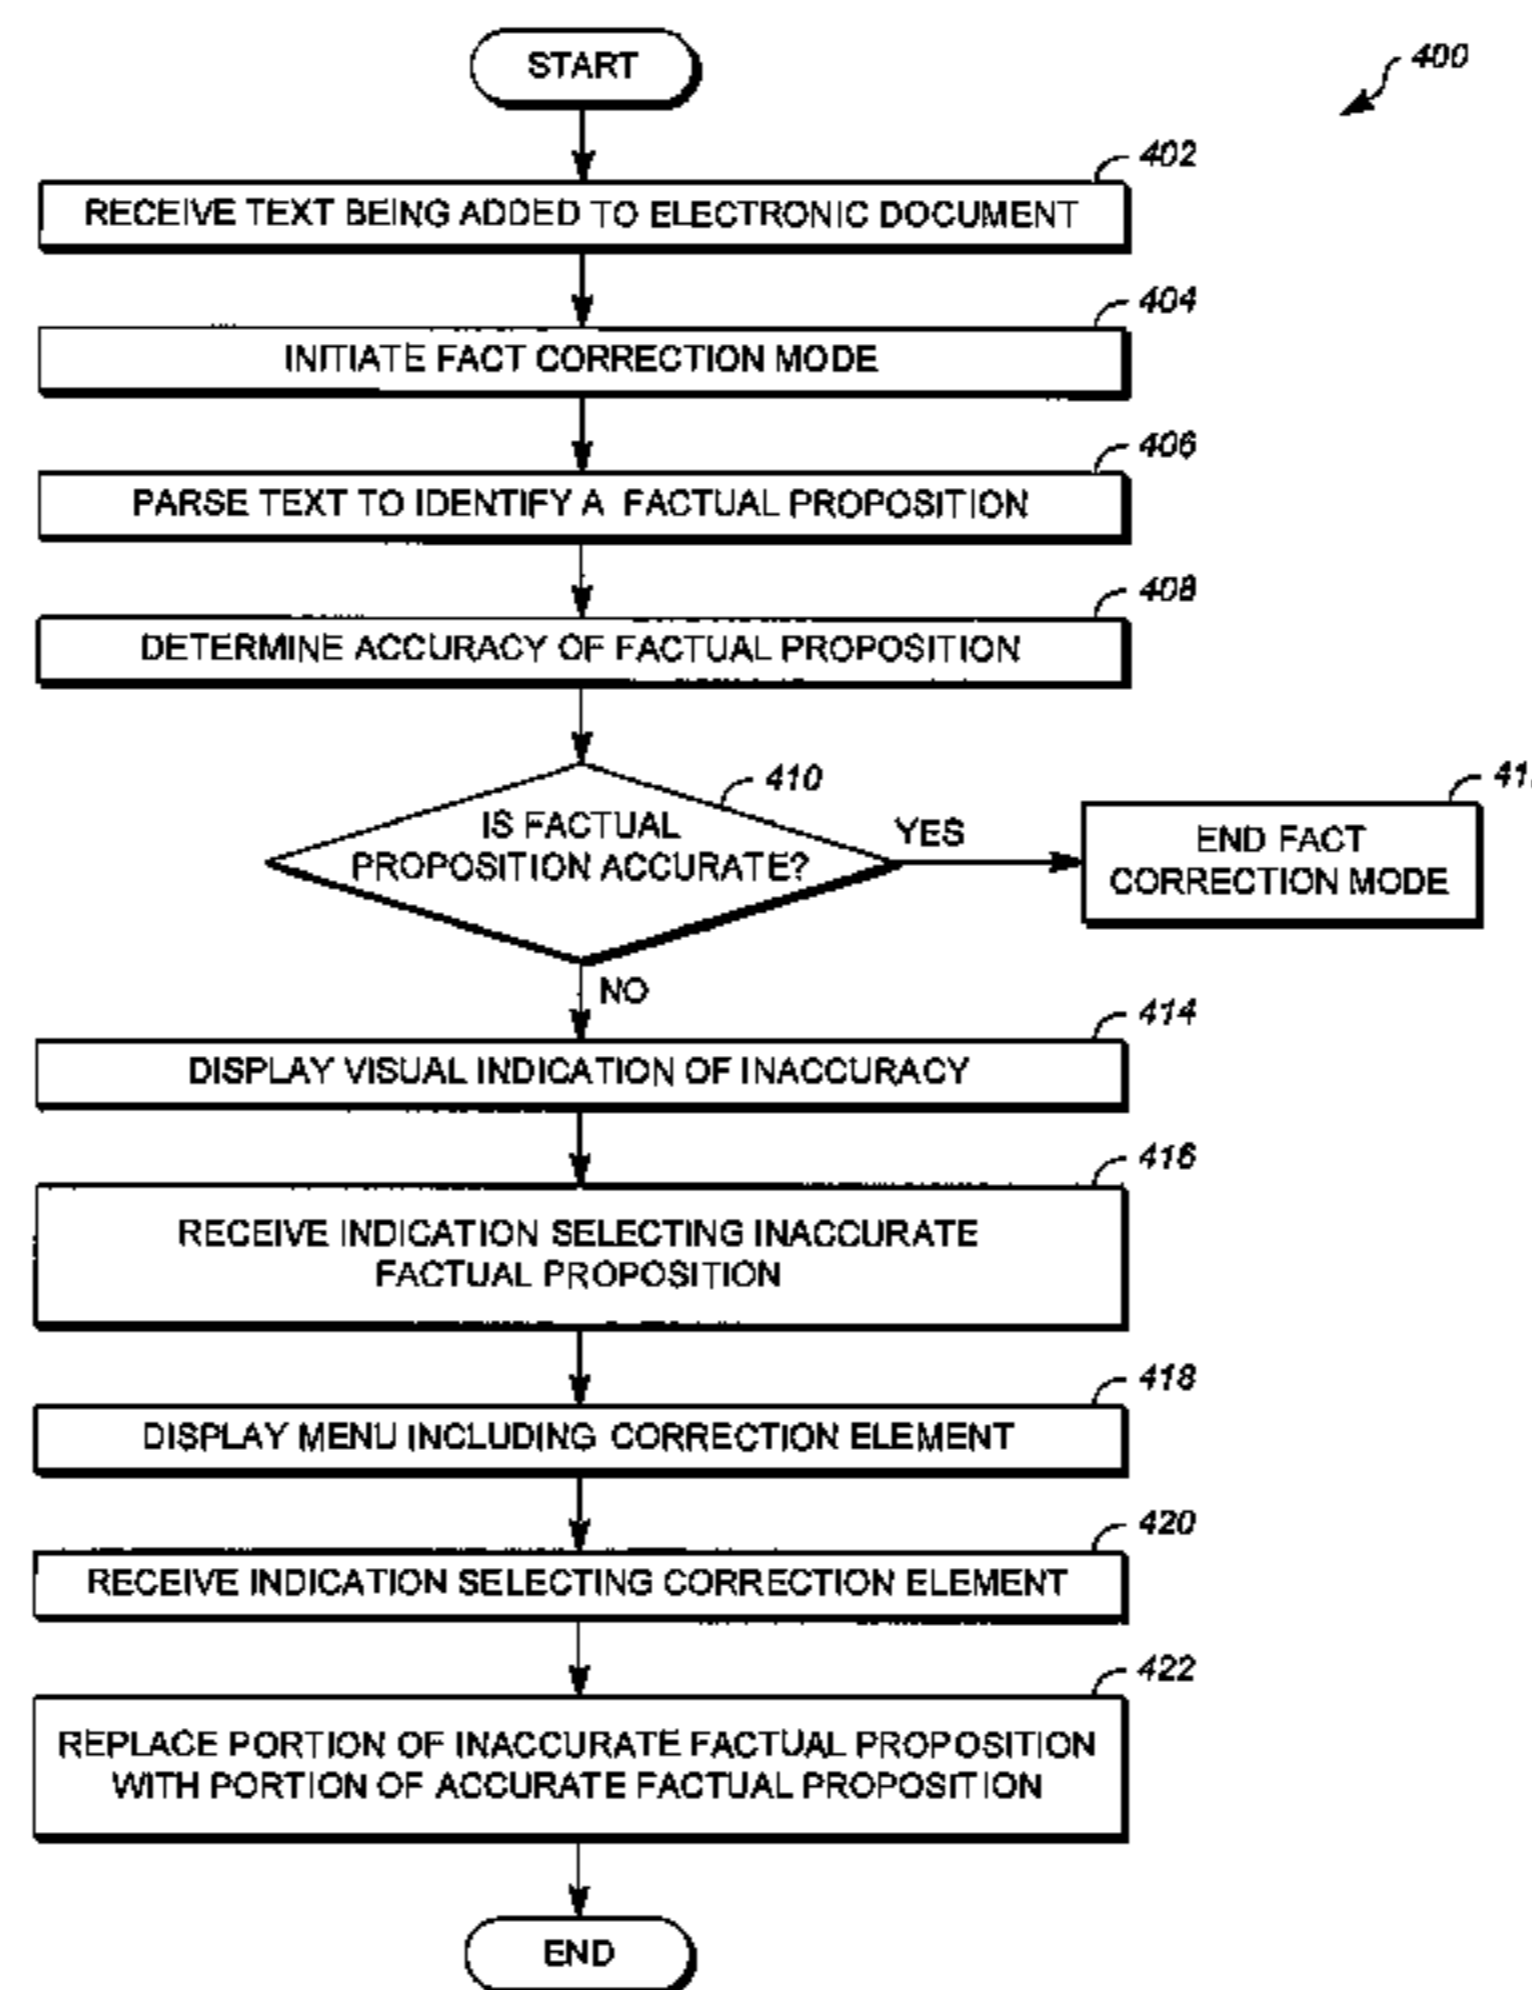 START
400
402
RECEIVE TEXT BEING ADDED TO ELECTRONIC DOCUMENT
404
INITIATE FACT CORRECTION MODE
406
PARSE TEXT TO IDENTIFY A FACTUAL PROPOSITION
408
DETERMINE ACCURACY OF FACTUAL PROPOSITION
410
IS FACTUAL
PROPOSITION ACCURATE?
YES
END FACT
CORRECTION MODE
NO
414
DISPLAY VISUAL INDICATION OF INACCURACY
416
RECEIVE INDICATION SELECTING INACCURATE
FACTUAL PROPOSITION
418
DISPLAY MENU INCLUDING CORRECTION ELEMENT
420
RECEIVE INDICATION SELECTING CORRECTION ELEMENT
422
REPLACE PORTION OF INACCURATE FACTUAL PROPOSITION
WITH PORTION OF ACCURATE FACTUAL PROPOSITION
END